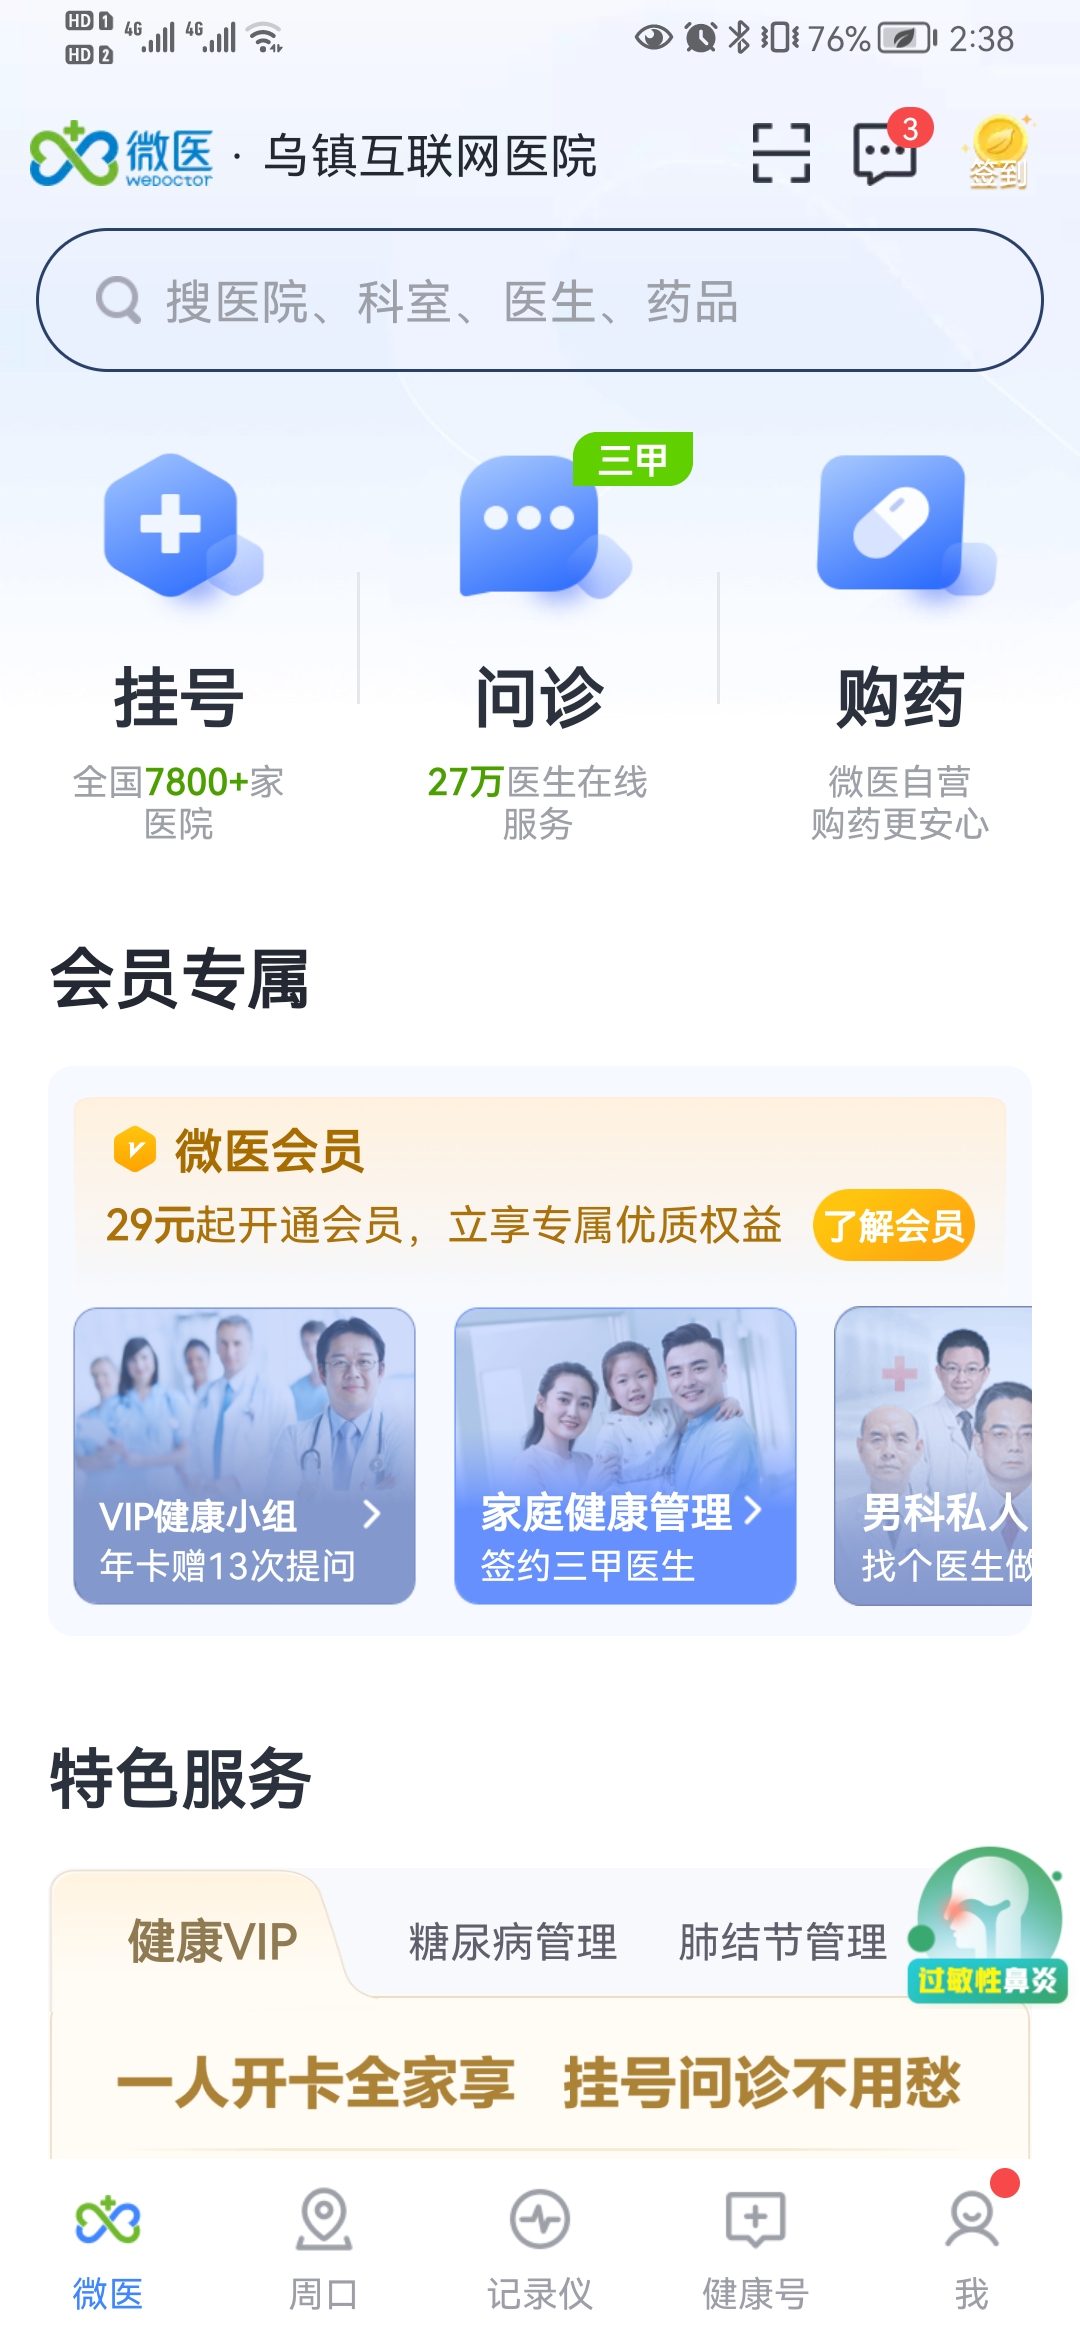 HD 1 4G 4G 76% 2:38
HD 2
微医 WeDOCTOR · 乌镇互联网医院 3 签到
搜医院、科室、医生、药品
三甲
挂号 问诊 购药
全国7800+家 27万医生在线 微医自营
医院 服务 购药更安心
会员专属
微医会员
29元起开通会员，立享专属优质权益 了解会员
VIP健康小组 家庭健康管理 男科私人
年卡赠13次提问 签约三甲医生 找个医生做
特色服务
健康VIP 糖尿病管理 肺结节管理
过敏性鼻炎
一人开卡全家享 挂号问诊不用愁
微医 周口 记录仪 健康号 我